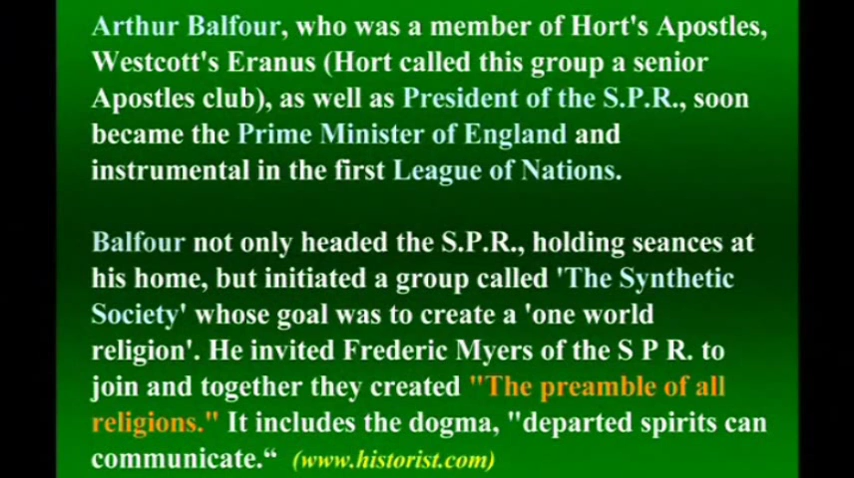 Arthur Balfour, who was a member of Hort's Apostles,
Westcott's Eranus (Hort called this group a senior
Apostles club), as well as President of the S.P.R., soon
became the Prime Minister of England and
instrumental in the first League of Nations.
Balfour not only headed the S.P.R., holding seances at
his home, but initiated a group called 'The Synthetic
Society' whose goal was to create a 'one world
religion'. He invited Frederic Myers of the S P R. to
join and together they created "The preamble of all
religions." It includes the dogma, "departed spirits can
communicate.“ (www.historist.com)